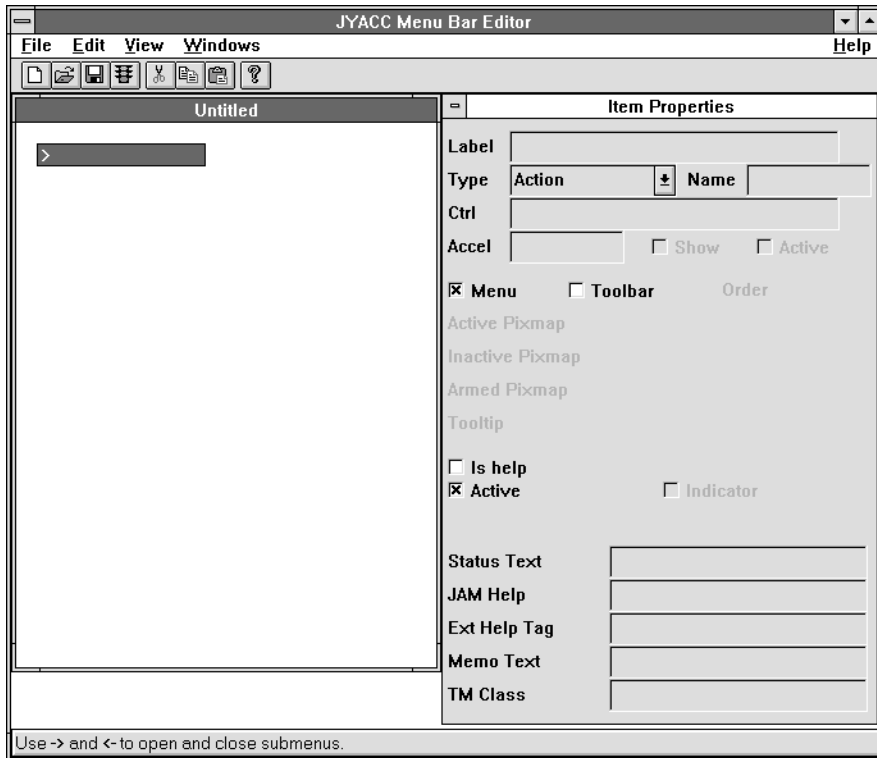 JYACC Menu Bar Editor
File Edit View Windows Help
Untitled
>
Item Properties
Label
Type Action Name
Ctrl
Accel Show Active
Menu Toolbar Order
Active Pixmap
Inactive Pixmap
Armed Pixmap
Tooltip
Is help
Active Indicator
Status Text
JAM Help
Ext Help Tag
Memo Text
TM Class
Use -> and <- to open and close submenus.